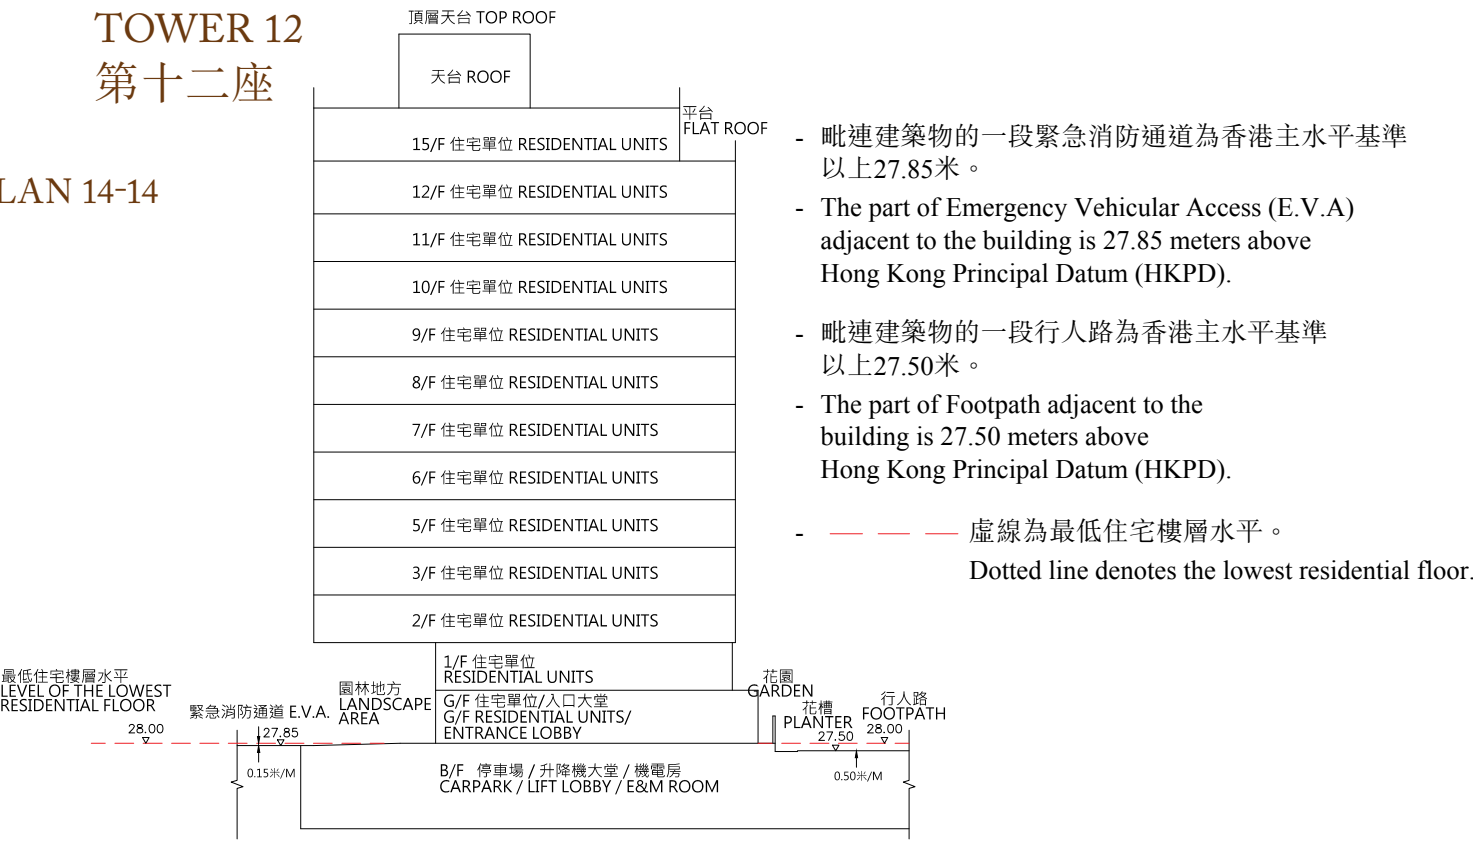 TOWER 12
第十二座
LAN 14-14
頂層天台 TOP ROOF
天台 ROOF
平台
FLAT ROOF
15/F 住宅單位 RESIDENTIAL UNITS
12/F 住宅單位 RESIDENTIAL UNITS
11/F 住宅單位 RESIDENTIAL UNITS
10/F 住宅單位 RESIDENTIAL UNITS
9/F 住宅單位 RESIDENTIAL UNITS
8/F 住宅單位 RESIDENTIAL UNITS
7/F 住宅單位 RESIDENTIAL UNITS
6/F 住宅單位 RESIDENTIAL UNITS
5/F 住宅單位 RESIDENTIAL UNITS
3/F 住宅單位 RESIDENTIAL UNITS
2/F 住宅單位 RESIDENTIAL UNITS
1/F 住宅單位
RESIDENTIAL UNITS
G/F 住宅單位/入口大堂
G/F RESIDENTIAL UNITS/
ENTRANCE LOBBY
B/F 停車場 / 升降機大堂 / 機電房
CARPARK / LIFT LOBBY / E&M ROOM
最低住宅樓層水平
LEVEL OF THE LOWEST
RESIDENTIAL FLOOR
28.00
緊急消防通道 E.V.A.
27.85
0.15米/M
園林地方
LANDSCAPE
AREA
花園
GARDEN
花槽
PLANTER
27.50
行人路
FOOTPATH
28.00
0.50米/M
- 毗連建築物的一段緊急消防通道為香港主水平基準
以上27.85米。
- The part of Emergency Vehicular Access (E.V.A)
adjacent to the building is 27.85 meters above
Hong Kong Principal Datum (HKPD).
- 毗連建築物的一段行人路為香港主水平基準
以上27.50米。
- The part of Footpath adjacent to the
building is 27.50 meters above
Hong Kong Principal Datum (HKPD).
- 虛線為最低住宅樓層水平。
Dotted line denotes the lowest residential floor.